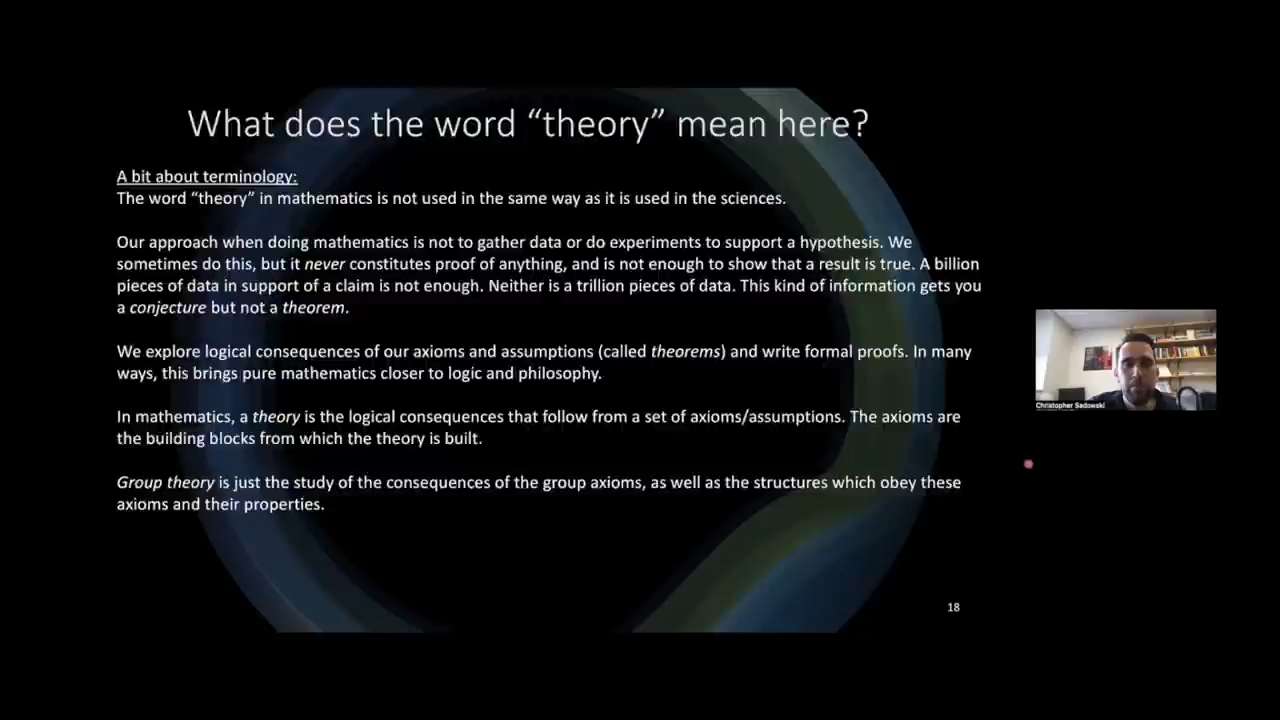 What does the word “theory” mean here?
A bit about terminology:
The word “theory” in mathematics is not used in the same way as it is used in the sciences.
Our approach when doing mathematics is not to gather data or do experiments to support a hypothesis. We
sometimes do this, but it never constitutes proof of anything, and is not enough to show that a result is true. A billion
pieces of data in support of a claim is not enough. Neither is a trillion pieces of data. This kind of information gets you
a conjecture but not a theorem.
We explore logical consequences of our axioms and assumptions (called theorems) and write formal proofs. In many
ways, this brings pure mathematics closer to logic and philosophy.
In mathematics, a theory is the logical consequences that follow from a set of axioms/assumptions. The axioms are
the building blocks from which the theory is built.
Group theory is just the study of the consequences of the group axioms, as well as the structures which obey these
axioms and their properties.
18
Christopher Sadowski